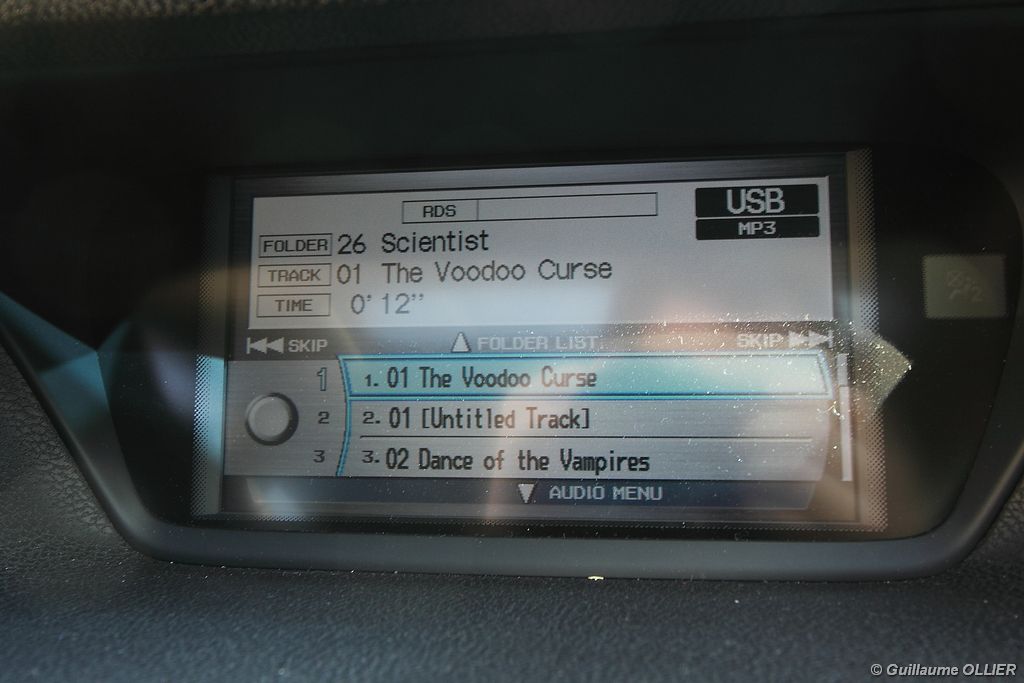 RDS
USB
MP3
FOLDER 26 Scientist
TRACK 01 The Voodoo Curse
TIME 0' 12"
SKIP FOLDER LIST SKIP
1 1. 01 The Voodoo Curse
2 2. 01 [Untitled Track]
3 3. 02 Dance of the Vampires
AUDIO MENU
© Guillaume OLLIER